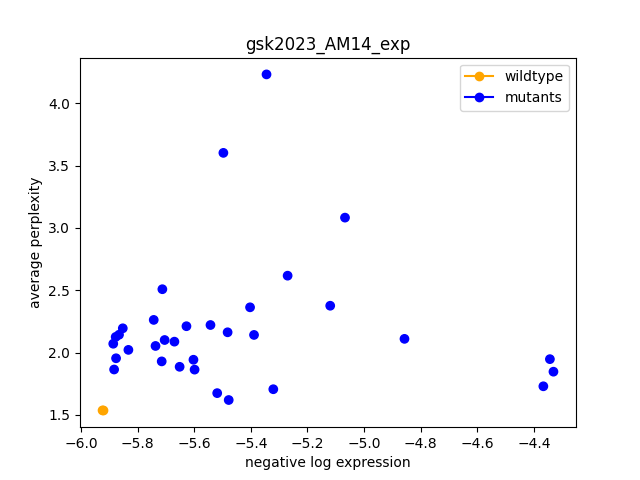 gsk2023_AM14_exp
wildtype
mutants
average perplexity
4.0
3.5
3.0
2.5
2.0
1.5
−6.0 −5.8 −5.6 −5.4 −5.2 −5.0 −4.8 −4.6 −4.4
negative log expression